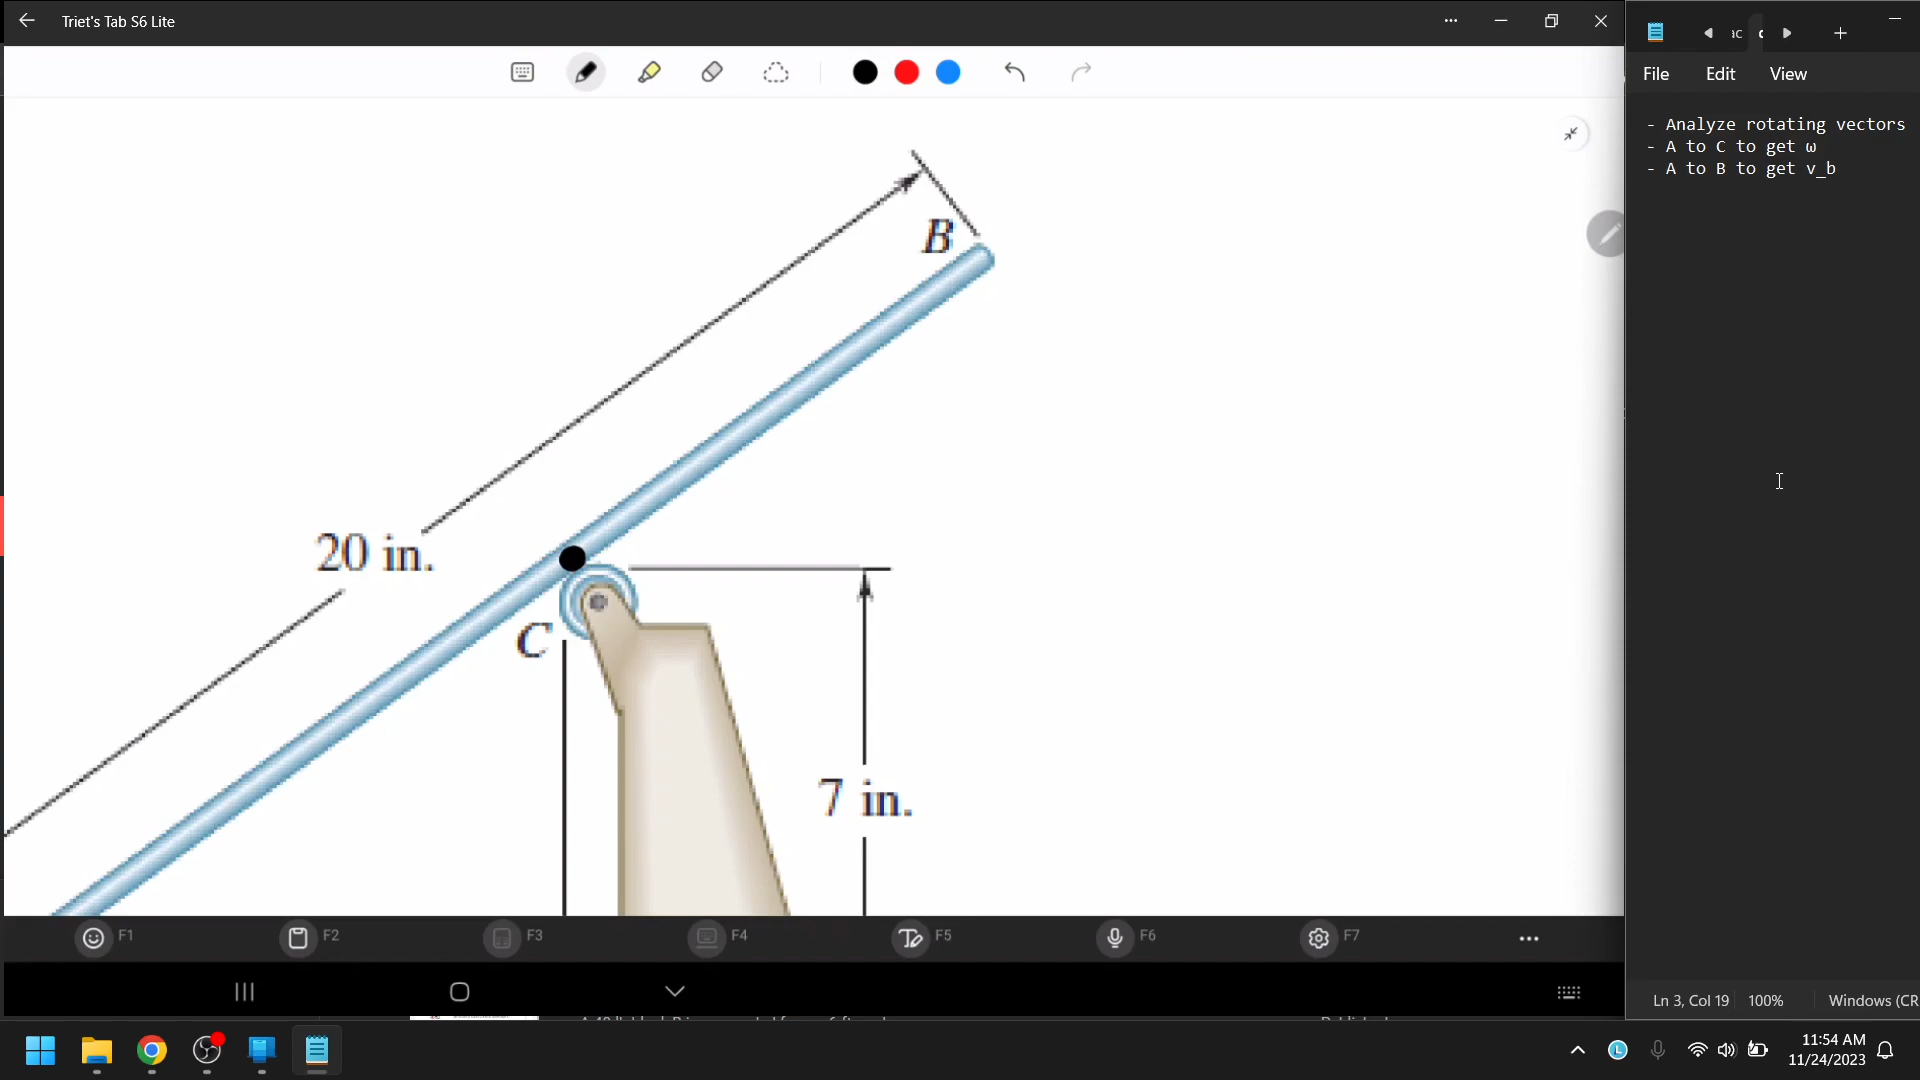 Triet's Tab S6 Lite
B
20 in.
C
7 in.
F1
F2
F3
F4
F5
F6
F7
File Edit View
- Analyze rotating vectors
- A to C to get ω
- A to B to get v_b
Ln 3, Col 19 100% Windows (CR
11:54 AM
11/24/2023